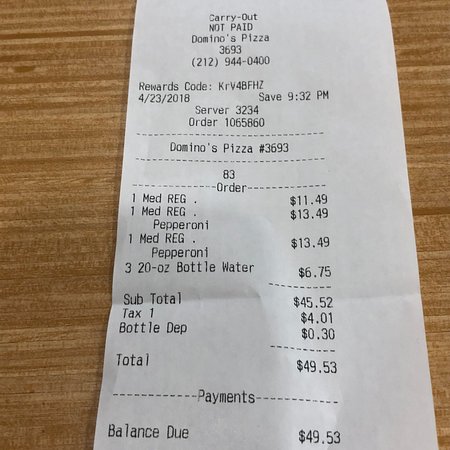 Carry-Out
NOT PAID
Domino's Pizza
3693
(212) 944-0400
Rewards Code: KrV4BFHZ
4/23/2018 Save 9:32 PM
Server 3234
Order 1065860
Domino's Pizza #3693
83
Order
1 Med REG . $11.49
1 Med REG . $13.49
Pepperoni
1 Med REG . $13.49
Pepperoni
3 20-oz Bottle Water $6.75
Sub Total $45.52
Tax 1 $4.01
Bottle Dep $0.30
Total $49.53
Payments
Balance Due $49.53